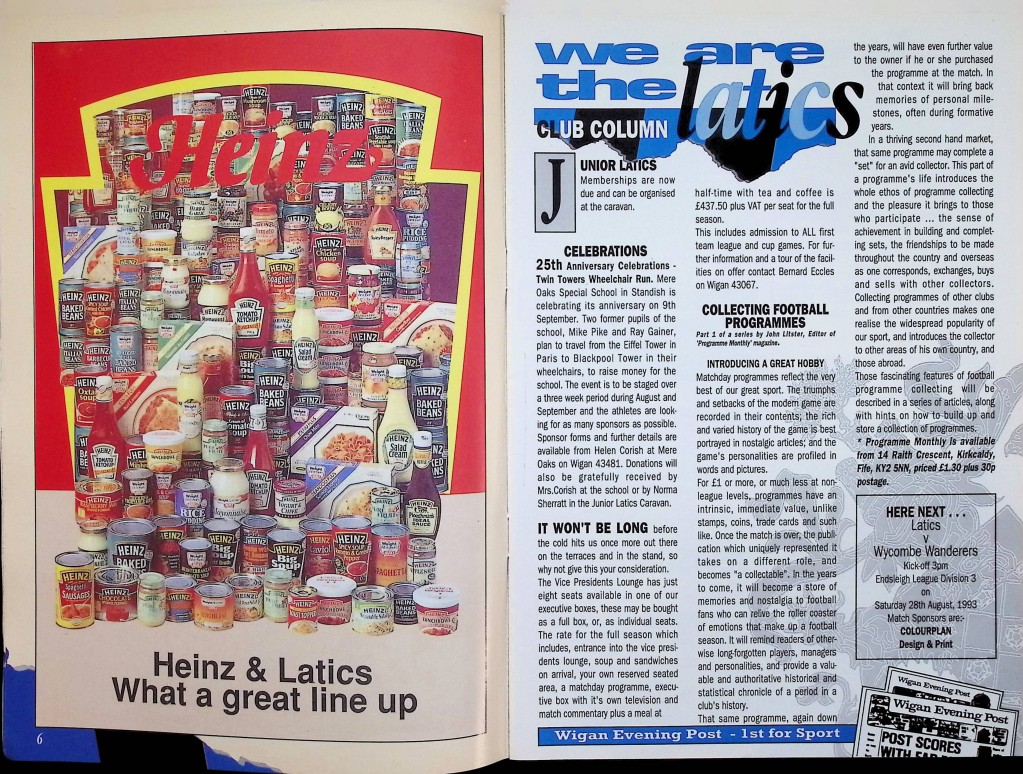 Heinz
Heinz & Latics
What a great line up
6
we are
the latics
CLUB COLUMN
JUNIOR LATICS
Memberships are now
due and can be organised
at the caravan.
CELEBRATIONS
25th Anniversary Celebrations -
Twin Towers Wheelchair Run. Mere
Oaks Special School in Standish is
celebrating its anniversary on 9th
September. Two former pupils of the
school, Mike Pike and Ray Gainer,
plan to travel from the Eiffel Tower in
Paris to Blackpool Tower in their
wheelchairs, to raise money for the
school. The event is to be staged over
a three week period during August and
September and the athletes are look-
ing for as many sponsors as possible.
Sponsor forms and further details are
available from Helen Corish at Mere
Oaks on Wigan 43481. Donations will
also be gratefully received by
Mrs.Corish at the school or by Norma
Sherratt in the Junior Latics Caravan.
IT WON'T BE LONG before
the cold hits us once more out there
on the terraces and in the stand, so
why not give this your consideration.
The Vice Presidents Lounge has just
eight seats available in one of our
executive boxes, these may be bought
as a full box, or, as individual seats.
The rate for the full season which
includes, entrance into the vice presi-
dents lounge, soup and sandwiches
on arrival, your own reserved seated
area, a matchday programme, execu-
tive box with it's own television and
match commentary plus a meal at
half-time with tea and coffee is
£437.50 plus VAT per seat for the full
season.
This includes admission to ALL first
team league and cup games. For fur-
ther information and a tour of the facil-
ities on offer contact Bernard Eccles
on Wigan 43067.
COLLECTING FOOTBALL
PROGRAMMES
Part 1 of a series by John Litster, Editor of
'Programme Monthly' magazine.
INTRODUCING A GREAT HOBBY
Matchday programmes reflect the very
best of our great sport. The triumphs
and setbacks of the modern game are
recorded in their contents; the rich
and varied history of the game is best
portrayed in nostalgic articles; and the
game's personalities are profiled in
words and pictures.
For £1 or more, or much less at non-
league levels, programmes have an
intrinsic, immediate value, unlike
stamps, coins, trade cards and such
like. Once the match is over, the publi-
cation which uniquely represented it
takes on a different role, and
becomes "a collectable". In the years
to come, it will become a store of
memories and nostalgia to football
fans who can relive the roller coaster
of emotions that make up a football
season. It will remind readers of other-
wise long-forgotten players, managers
and personalities, and provide a valu-
able and authoritative historical and
statistical chronicle of a period in a
club's history.
That same programme, again down
the years, will have even further value
to the owner if he or she purchased
the programme at the match. In
that context it will bring back
memories of personal mile-
stones, often during formative
years.
In a thriving second hand market,
that same programme may complete a
"set" for an avid collector. This part of
a programme's life introduces the
whole ethos of programme collecting
and the pleasure it brings to those
who participate ... the sense of
achievement in building and complet-
ing sets, the friendships to be made
throughout the country and overseas
as one corresponds, exchanges, buys
and sells with other collectors.
Collecting programmes of other clubs
and from other countries makes one
realise the widespread popularity of
our sport, and introduces the collector
to other areas of his own country, and
those abroad.
Those fascinating features of football
programme collecting will be
described in a series of articles, along
with hints on how to build up and
store a collection of programmes.
* Programme Monthly is available
from 14 Raith Crescent, Kirkcaldy,
Fife, KY2 5NN, priced £1.30 plus 30p
postage.
HERE NEXT . . .
Latics
v
Wycombe Wanderers
Kick-off 3pm
Endsleigh League Division 3
on
Saturday 28th August, 1993
Match Sponsors are:-
COLOURPLAN
Design & Print
Wigan Evening Post
Wigan Evening Post
POST SCORES
Wigan Evening Post - 1st for Sport